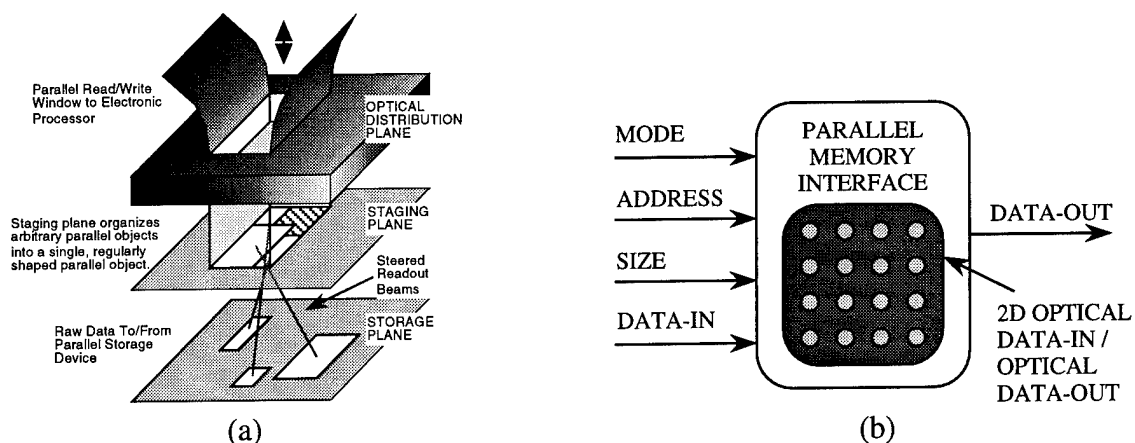 Parallel Read/Write
Window to Electronic
Processor
OPTICAL
DISTRIBUTION
PLANE
Staging plane organizes
arbitrary parallel objects
into a single, regularly
shaped parallel object.
STAGING
PLANE
Steered
Readout
Beams
Raw Data To/From
Parallel Storage
Device
STORAGE
PLANE
(a)
MODE
ADDRESS
SIZE
DATA-IN
PARALLEL
MEMORY
INTERFACE
DATA-OUT
2D OPTICAL
DATA-IN /
OPTICAL
DATA-OUT
(b)